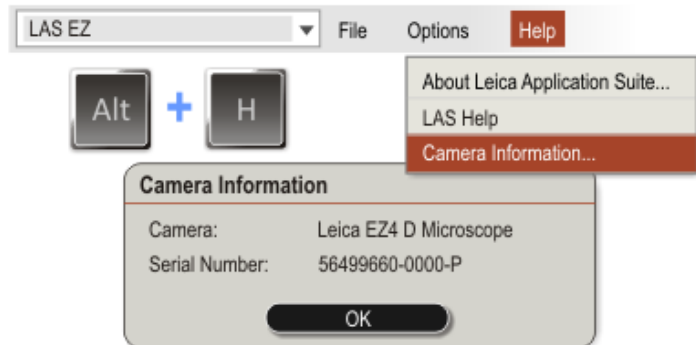 LAS EZ File Options Help
About Leica Application Suite...
LAS Help
Camera Information...
Alt + H
Camera Information
Camera: Leica EZ4 D Microscope
Serial Number: 56499660-0000-P
OK